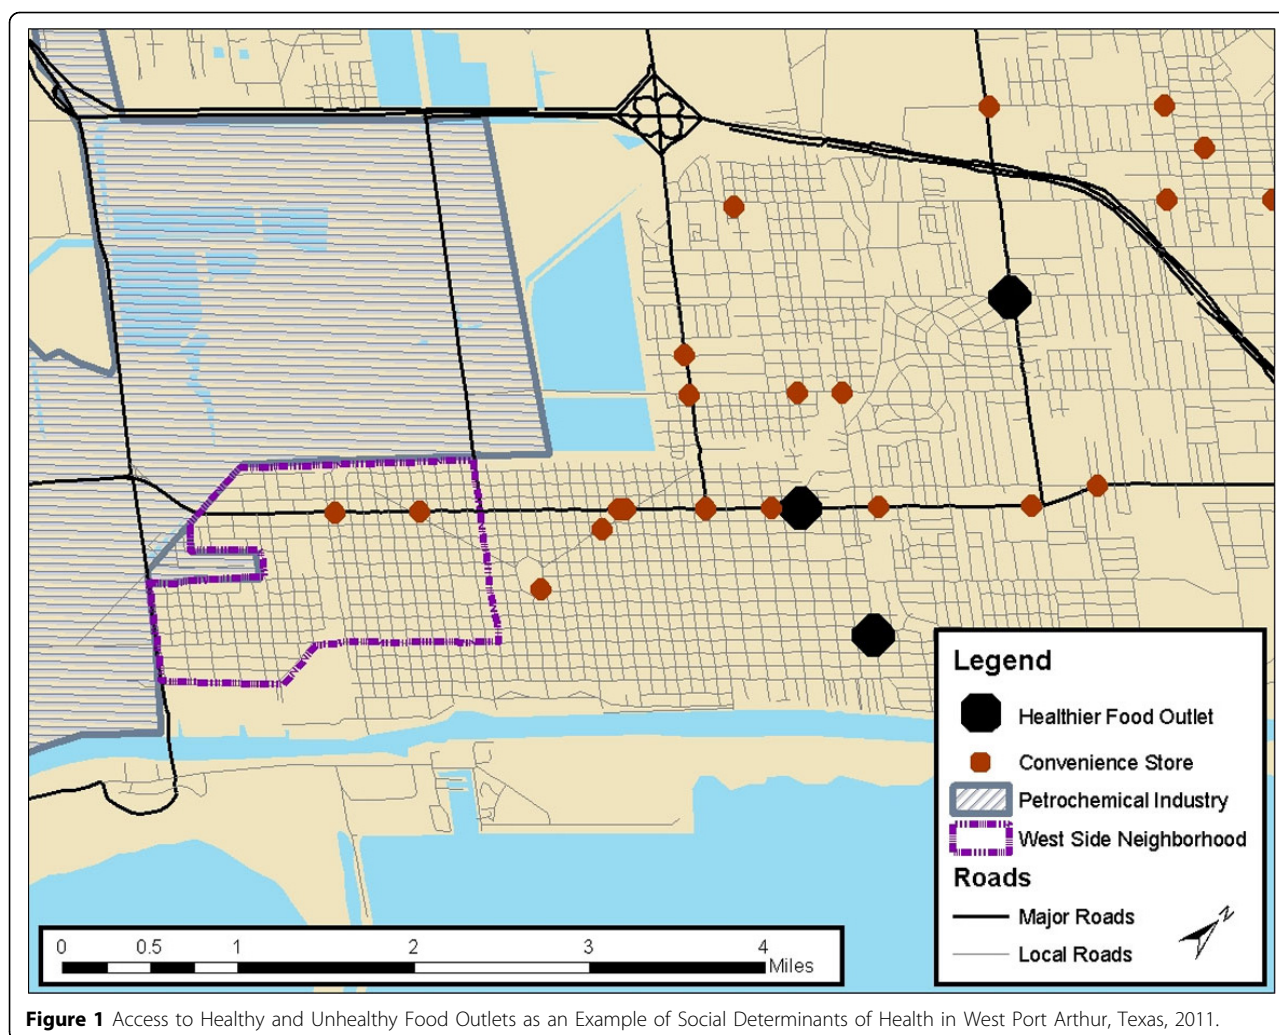 Legend
Healthier Food Outlet
Convenience Store
Petrochemical Industry
West Side Neighborhood
Roads
Major Roads
N
Local Roads
0 0.5 1 2 3 4
Miles
Figure 1 Access to Healthy and Unhealthy Food Outlets as an Example of Social Determinants of Health in West Port Arthur, Texas, 2011.